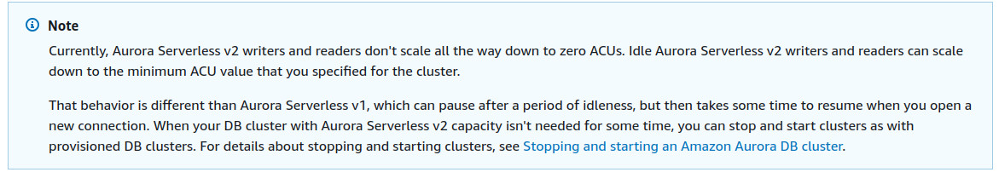 Note
Currently, Aurora Serverless v2 writers and readers don't scale all the way down to zero ACUs. Idle Aurora Serverless v2 writers and readers can scale
down to the minimum ACU value that you specified for the cluster.
That behavior is different than Aurora Serverless v1, which can pause after a period of idleness, but then takes some time to resume when you open a
new connection. When your DB cluster with Aurora Serverless v2 capacity isn't needed for some time, you can stop and start clusters as with
provisioned DB clusters. For details about stopping and starting clusters, see Stopping and starting an Amazon Aurora DB cluster.